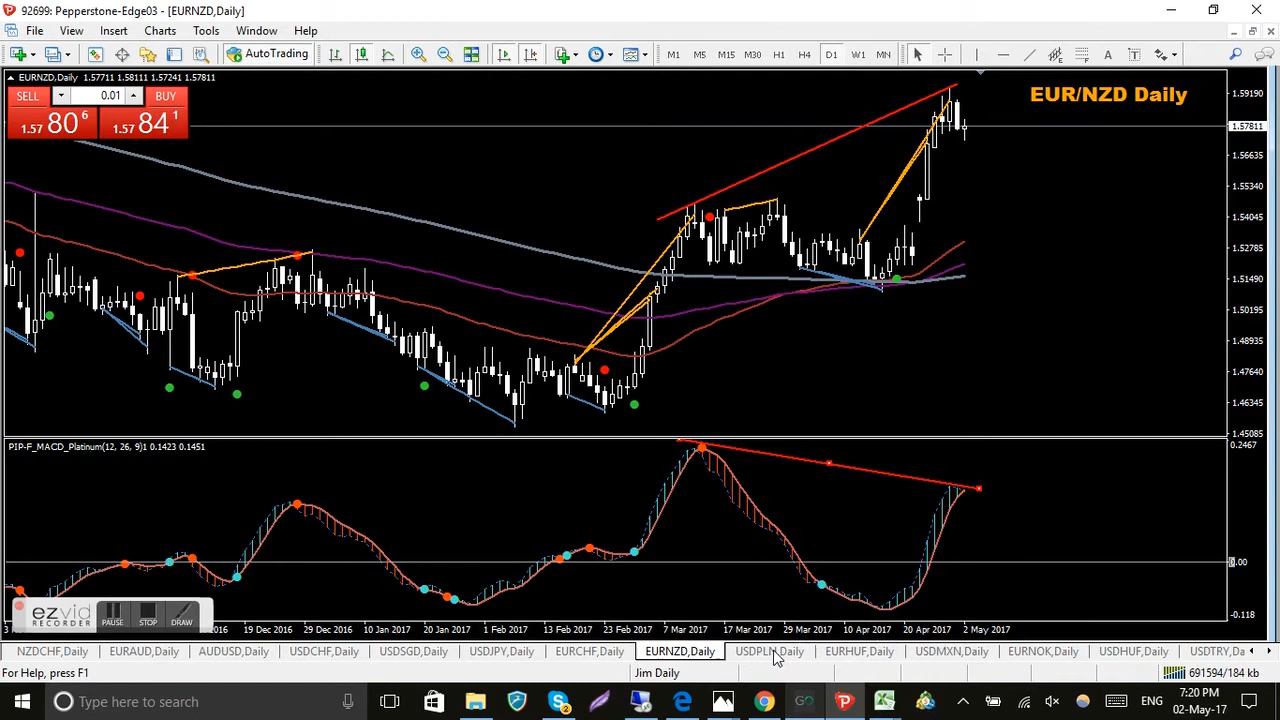 92699: Pepperstone-Edge03 - [EURNZD,Daily]
File View Insert Charts Tools Window Help
AutoTrading M1 M5 M15 M30 H1 H4 D1 W1 MN A T
EURNZD,Daily 1.57711 1.58111 1.57241 1.57811
SELL 0.01 BUY
1.57 80 6 1.57 84 1
EUR/NZD Daily
1.59190
1.57811
1.56635
1.55340
1.54045
1.52785
1.51490
1.50195
1.48935
1.47640
1.46345
1.45085
PIP-F_MACD_Platinum(12, 26, 9)1 0.1423 0.1451
0.2467
0.00
-0.118
ezvid
RECORDER
PAUSE STOP DRAW
2016 19 Dec 2016 29 Dec 2016 10 Jan 2017 20 Jan 2017 1 Feb 2017 13 Feb 2017 23 Feb 2017 7 Mar 2017 17 Mar 2017 29 Mar 2017 10 Apr 2017 20 Apr 2017 2 May 2017
NZDCHF,Daily EURAUD,Daily AUDUSD,Daily USDCHF,Daily USDSGD,Daily USDJPY,Daily EURCHF,Daily EURNZD,Daily USDPLN,Daily EURHUF,Daily USDMXN,Daily EURNOK,Daily USDHUF,Daily USDTRY,Da
For Help, press F1 Jim Daily 691594/184 kb
Type here to search
ENG
7:20 PM
02-May-17